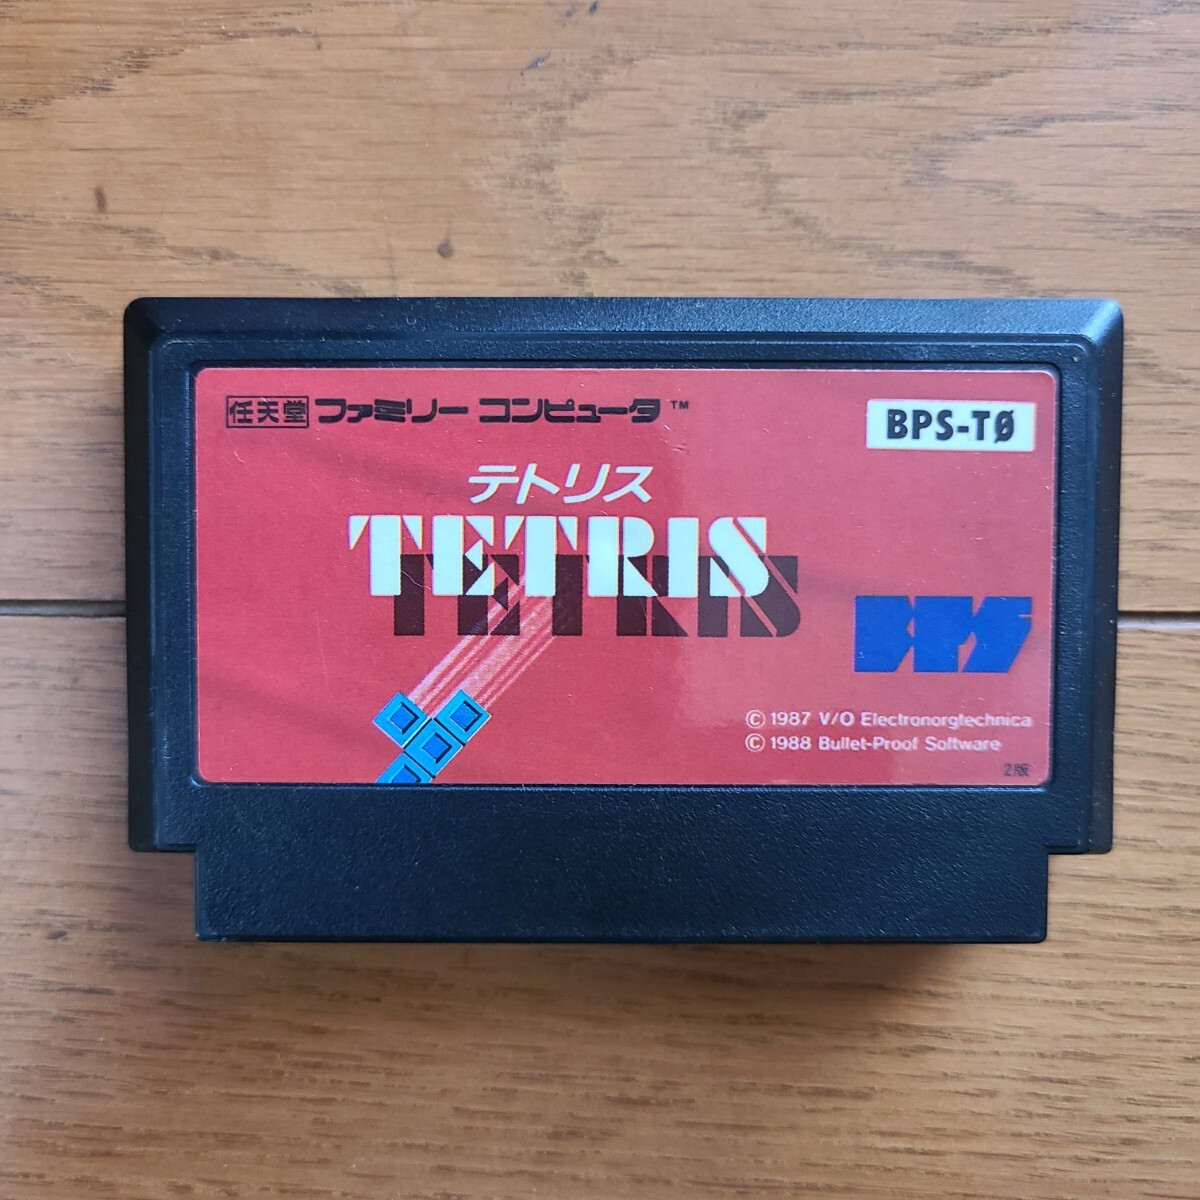 任天堂 ファミリー コンピュータ™
BPS-TØ
テトリス
TETRIS
TETRIS
BPS
© 1987 V/O Electronorgtechnica
© 1988 Bullet-Proof Software
2版